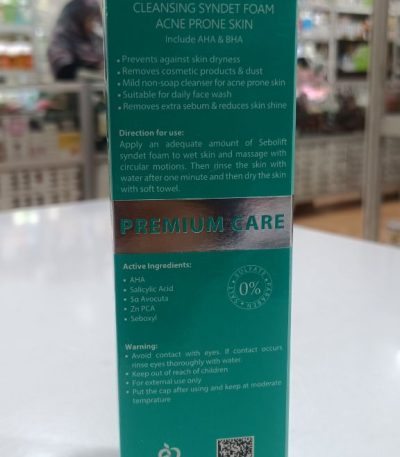 CLEANSING SYNDET FOAM
ACNE PRONE SKIN
Include AHA & BHA
• Prevents against skin dryness
• Removes cosmetic products & dust
• Mild non-soap cleanser for acne prone skin
• Suitable for daily face wash
• Removes extra sebum & reduces skin shine
Direction for use:
Apply an adequate amount of Sebolift
syndet foam to wet skin and massage with
circular motions. Then rinse the skin with
water after one minute and then dry the skin
with soft towel.
PREMIUM CARE
Active Ingredients:
• AHA
• Salicylic Acid
• 5α Avocuta
• Zn PCA
• Seboxyl
SULFATE
PARABEN
SALT
0%
Warning:
• Avoid contact with eyes. If contact occurs
rinse eyes thoroughly with water.
• Keep out of reach of children
• For external use only
• Put the cap after using and keep at moderate
temprature